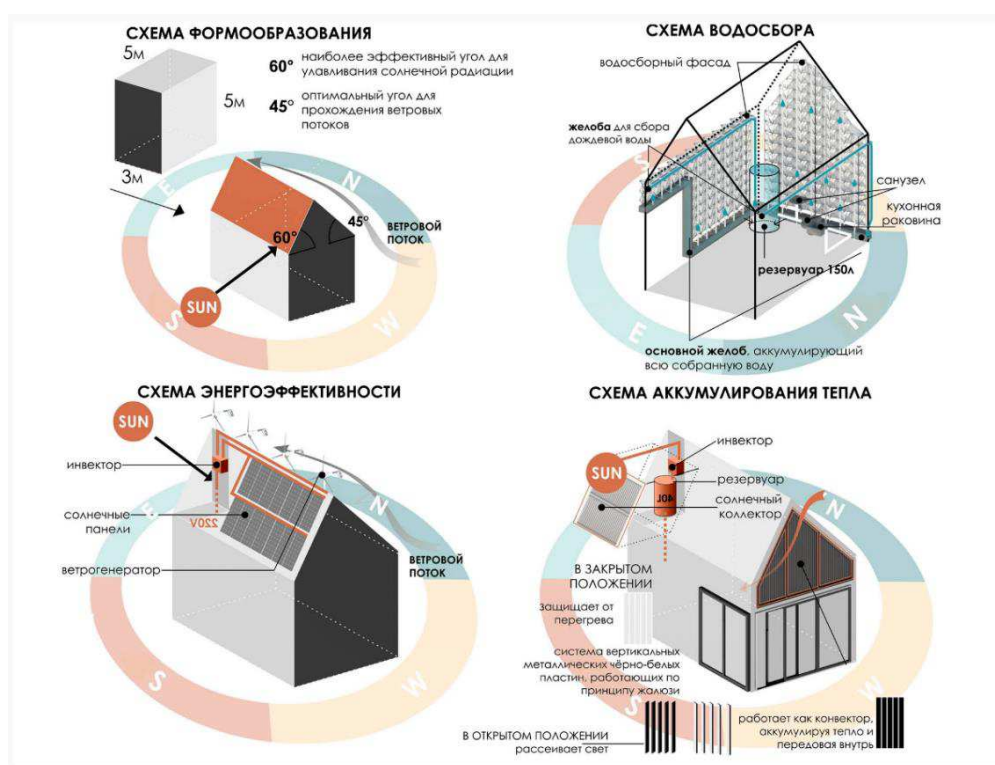 СХЕМА ФОРМООБРАЗОВАНИЯ
5м
5м
3м
60° наиболее эффективный угол для
улавливания солнечной радиации
45° оптимальный угол для
прохождения ветровых
потоков
E
N
S
W
60°
45°
ВЕТРОВОЙ
ПОТОК
SUN
СХЕМА ВОДОСБОРА
водосборный фасад
желоба для сбора
дождевой воды
санузел
кухонная
раковина
резервуар 150л
S
E
N
основной желоб, аккумулирующий
всю собранную воду
СХЕМА ЭНЕРГОЭФФЕКТИВНОСТИ
SUN
инвектор
220V
солнечные
панели
ветрогенератор
ВЕТРОВОЙ
ПОТОК
E
N
S
W
СХЕМА АККУМУЛИРОВАНИЯ ТЕПЛА
SUN
инвектор
резервуар
40L
солнечный
коллектор
N
W
S
В ЗАКРЫТОМ
ПОЛОЖЕНИИ
защищает от
перегрева
система вертикальных
металлических чёрно-белых
пластин, работающих по
принципу жалюзи
В ОТКРЫТОМ ПОЛОЖЕНИИ
рассеивает свет
работает как конвектор,
аккумулируя тепло и
передовая внутрь